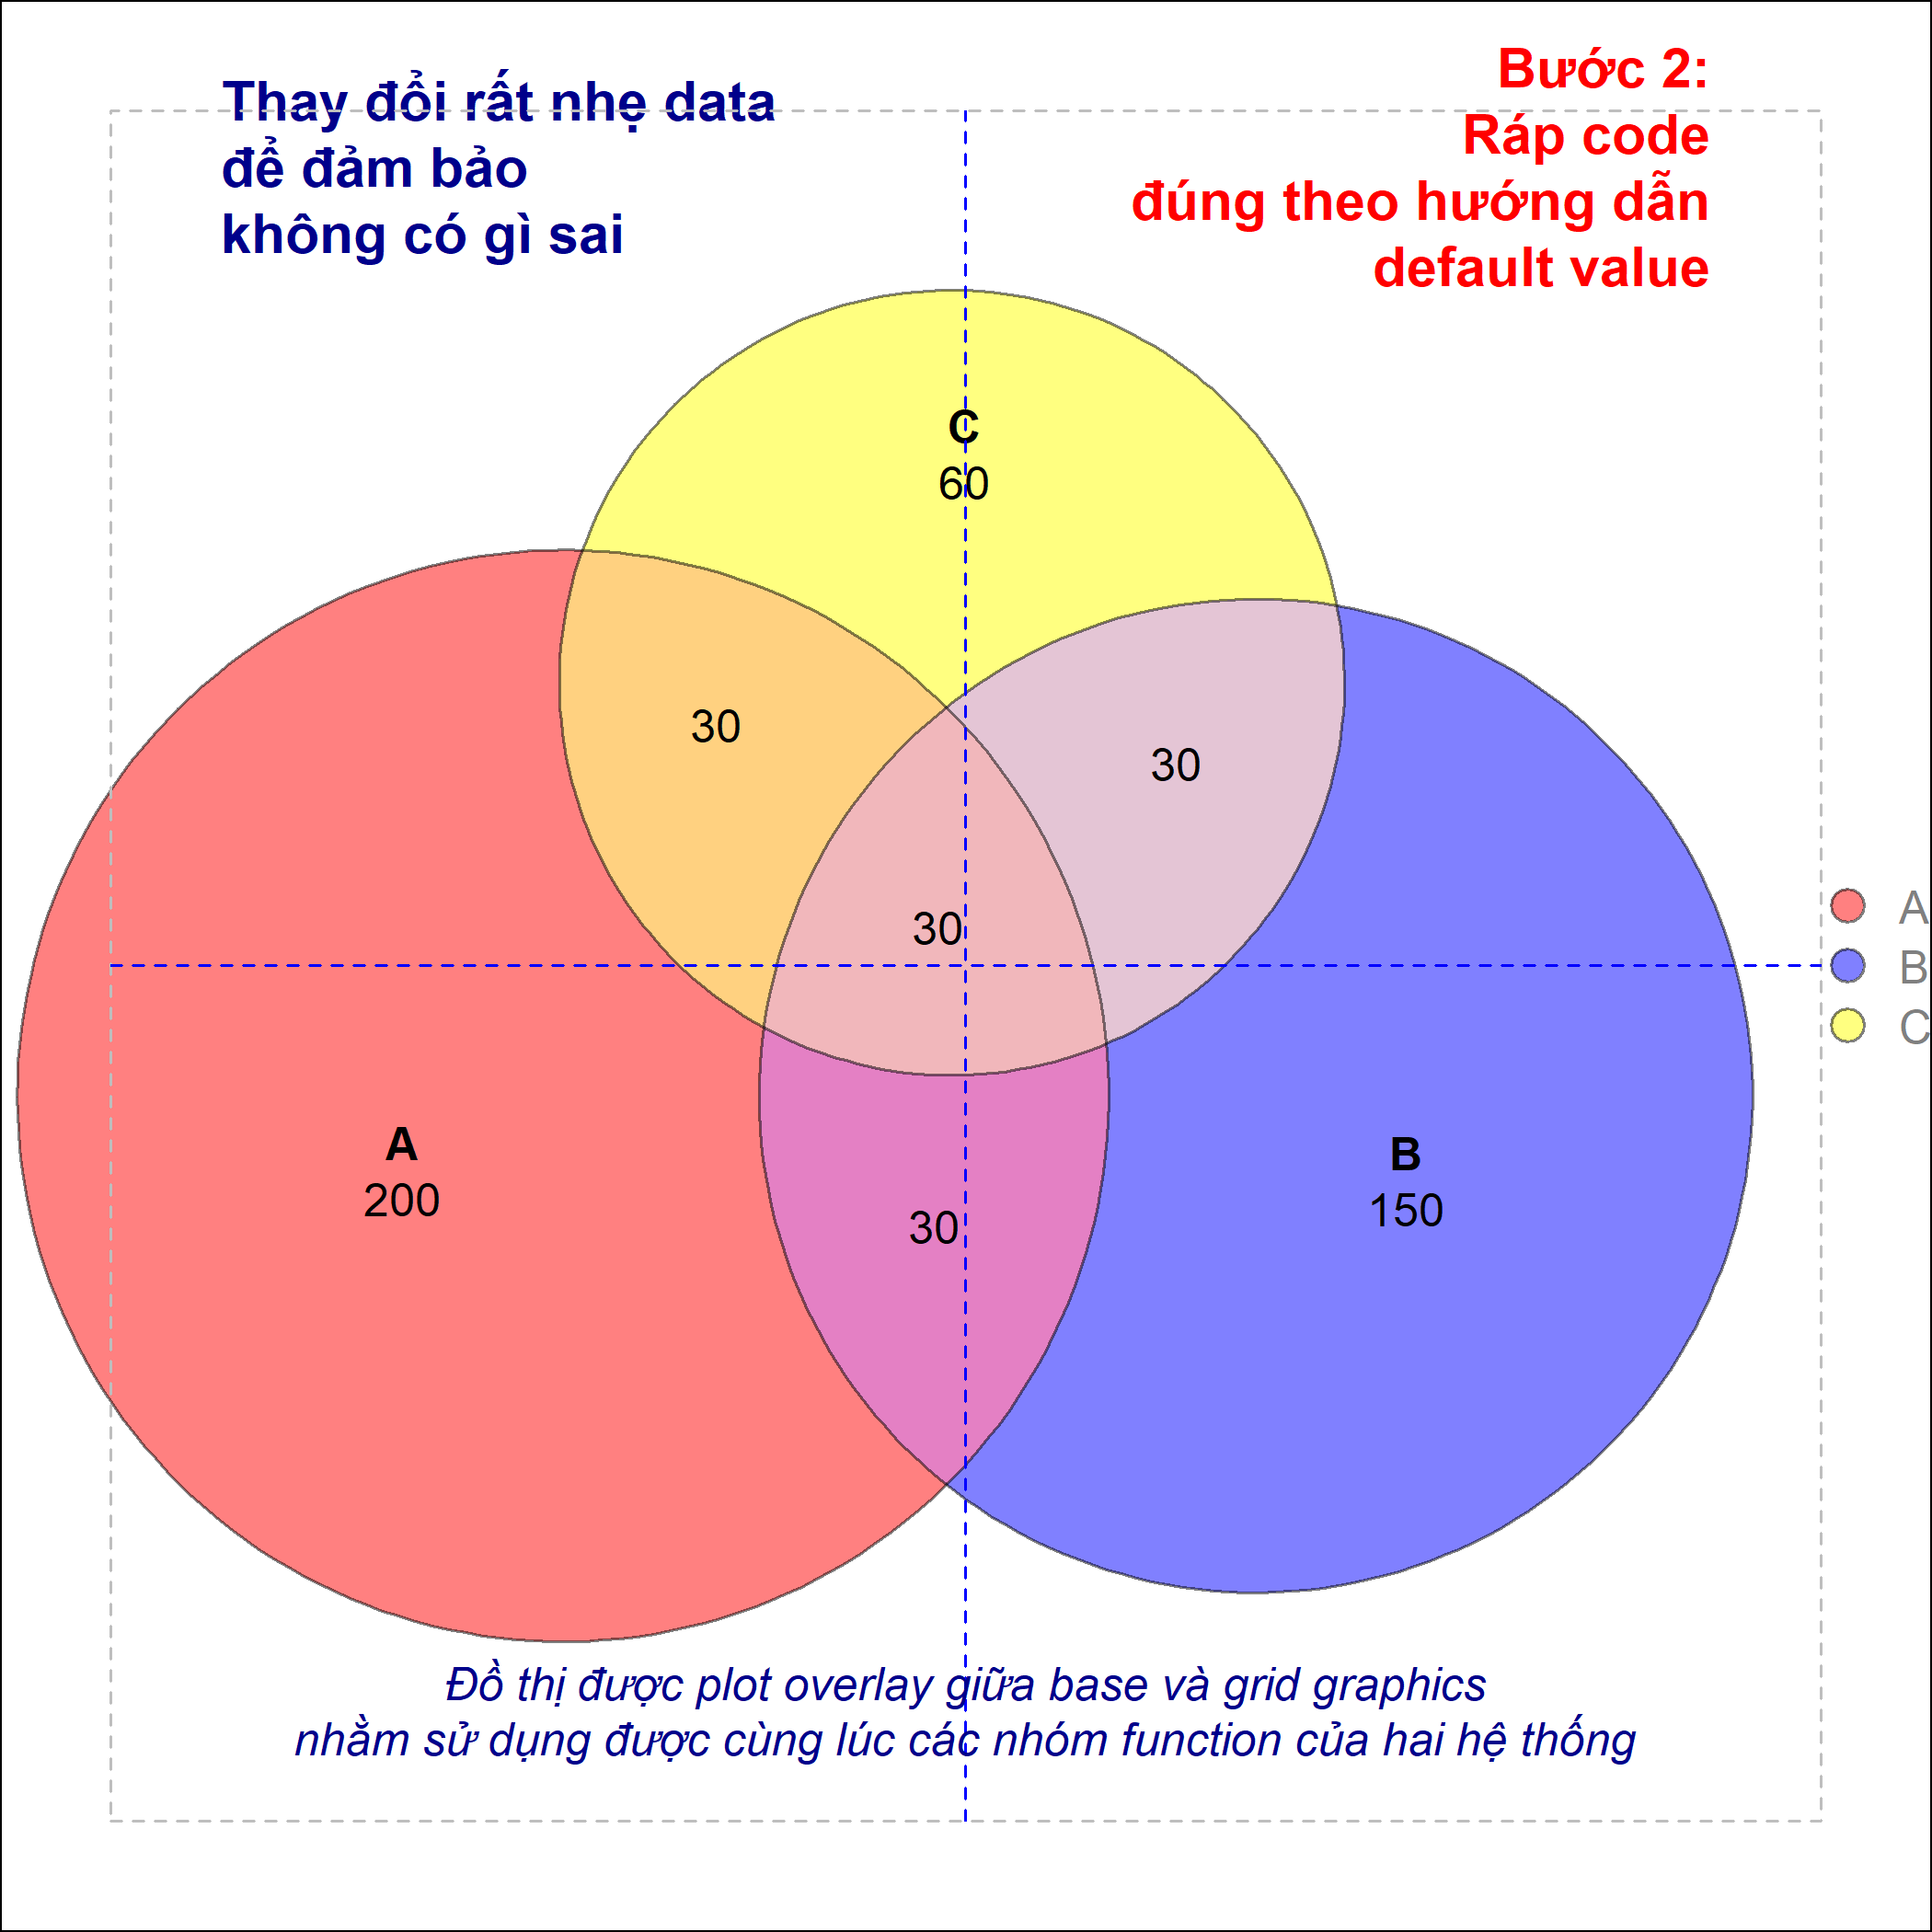 Thay đổi rất nhẹ data
để đảm bảo
không có gì sai
Bước 2:
Ráp code
đúng theo hướng dẫn
default value
C
60
30
30
30
A
200
B
150
30
A
B
C
Đồ thị được plot overlay giữa base và grid graphics
nhằm sử dụng được cùng lúc các nhóm function của hai hệ thống